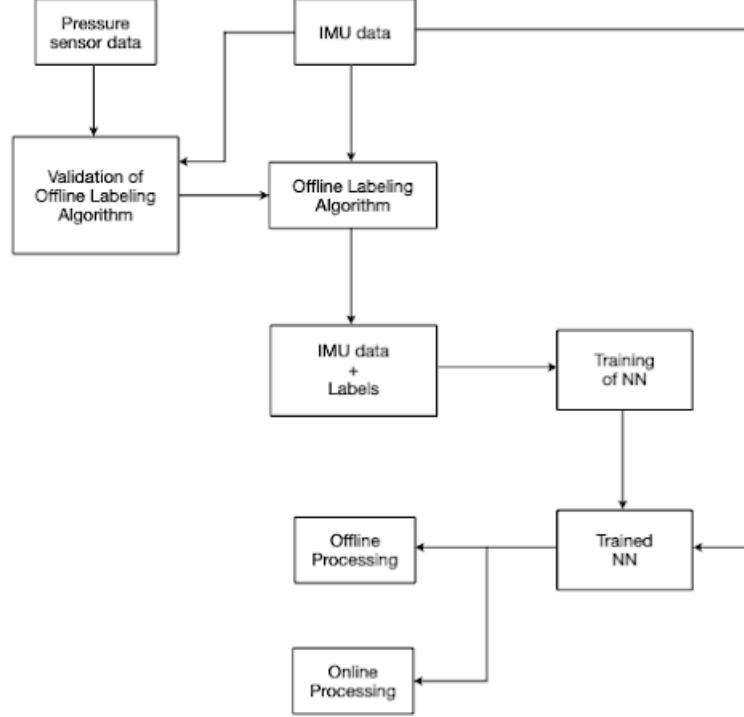 Pressure
sensor data
IMU data
Validation of
Offline Labeling
Algorithm
Offline Labeling
Algorithm
IMU data
+
Labels
Training
of NN
Offline
Processing
Trained
NN
Online
Processing